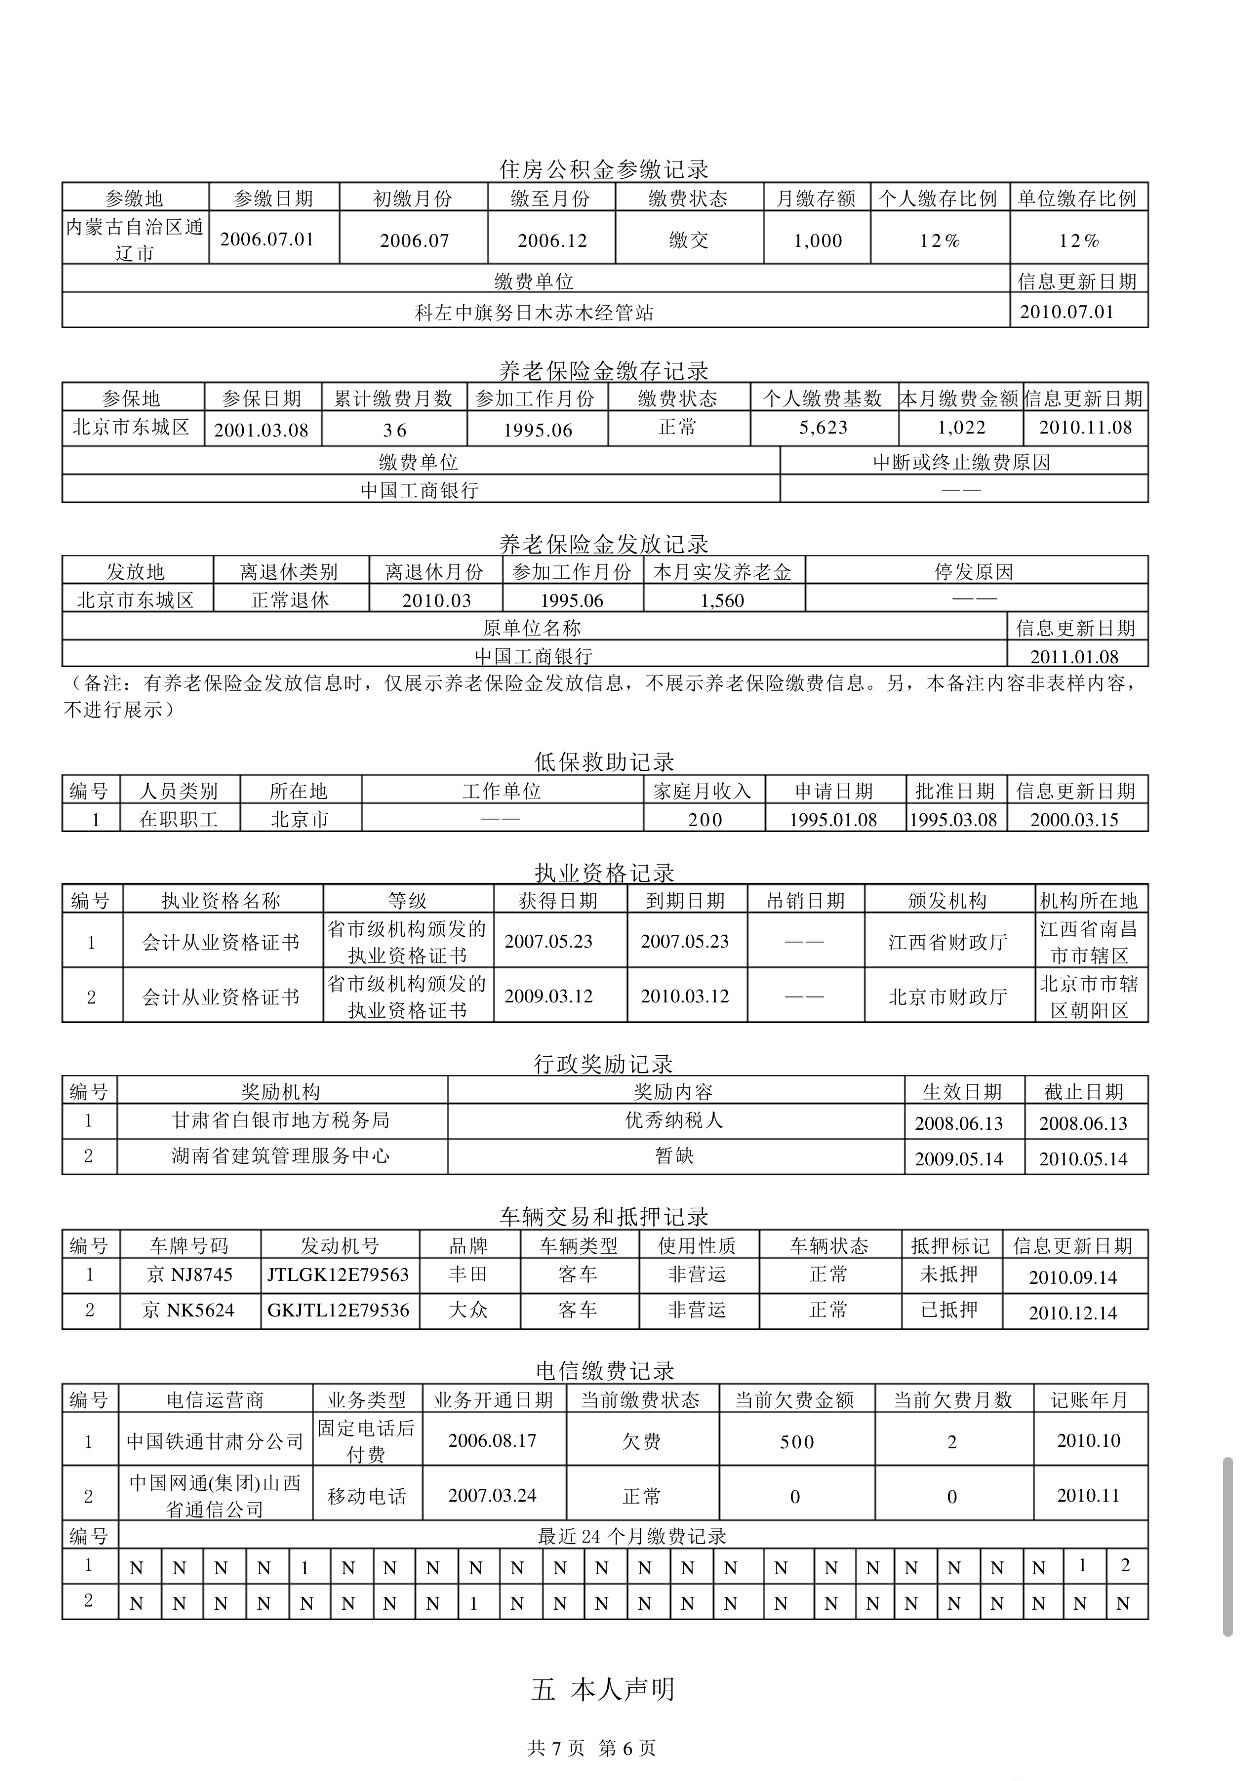 住房公积金参缴记录
参缴地 参缴日期 初缴月份 缴至月份 缴费状态 月缴存额 个人缴存比例 单位缴存比例
内蒙古自治区通辽市 2006.07.01 2006.07 2006.12 缴交 1,000 12% 12%
缴费单位 信息更新日期
科左中旗努日木苏木经管站 2010.07.01
养老保险金缴存记录
参保地 参保日期 累计缴费月数 参加工作月份 缴费状态 个人缴费基数 本月缴费金额 信息更新日期
北京市东城区 2001.03.08 36 1995.06 正常 5,623 1,022 2010.11.08
缴费单位 中断或终止缴费原因
中国工商银行 ——
养老保险金发放记录
发放地 离退休类别 离退休月份 参加工作月份 本月实发养老金 停发原因
北京市东城区 正常退休 2010.03 1995.06 1,560 ——
原单位名称 信息更新日期
中国工商银行 2011.01.08
（备注：有养老保险金发放信息时，仅展示养老保险金发放信息，不展示养老保险缴费信息。另，本备注内容非表样内容，
不进行展示）
低保救助记录
编号 人员类别 所在地 工作单位 家庭月收入 申请日期 批准日期 信息更新日期
1 在职职工 北京市 —— 200 1995.01.08 1995.03.08 2000.03.15
执业资格记录
编号 执业资格名称 等级 获得日期 到期日期 吊销日期 颁发机构 机构所在地
1 会计从业资格证书 省市级机构颁发的执业资格证书 2007.05.23 2007.05.23 —— 江西省财政厅 江西省南昌市市辖区
2 会计从业资格证书 省市级机构颁发的执业资格证书 2009.03.12 2010.03.12 —— 北京市财政厅 北京市市辖区朝阳区
行政奖励记录
编号 奖励机构 奖励内容 生效日期 截止日期
1 甘肃省白银市地方税务局 优秀纳税人 2008.06.13 2008.06.13
2 湖南省建筑管理服务中心 暂缺 2009.05.14 2010.05.14
车辆交易和抵押记录
编号 车牌号码 发动机号 品牌 车辆类型 使用性质 车辆状态 抵押标记 信息更新日期
1 京 NJ8745 JTLGK12E79563 丰田 客车 非营运 正常 未抵押 2010.09.14
2 京 NK5624 GKJTL12E79536 大众 客车 非营运 正常 已抵押 2010.12.14
电信缴费记录
编号 电信运营商 业务类型 业务开通日期 当前缴费状态 当前欠费金额 当前欠费月数 记账年月
1 中国铁通甘肃分公司 固定电话后付费 2006.08.17 欠费 500 2 2010.10
2 中国网通(集团)山西省通信公司 移动电话 2007.03.24 正常 0 0 2010.11
编号 最近 24 个月缴费记录
1 N N N N 1 N N N N N N N N N N N N N N N N N 1 2
2 N N N N N N N N 1 N N N N N N N N N N N N N N N
五 本人声明
共 7 页 第 6 页